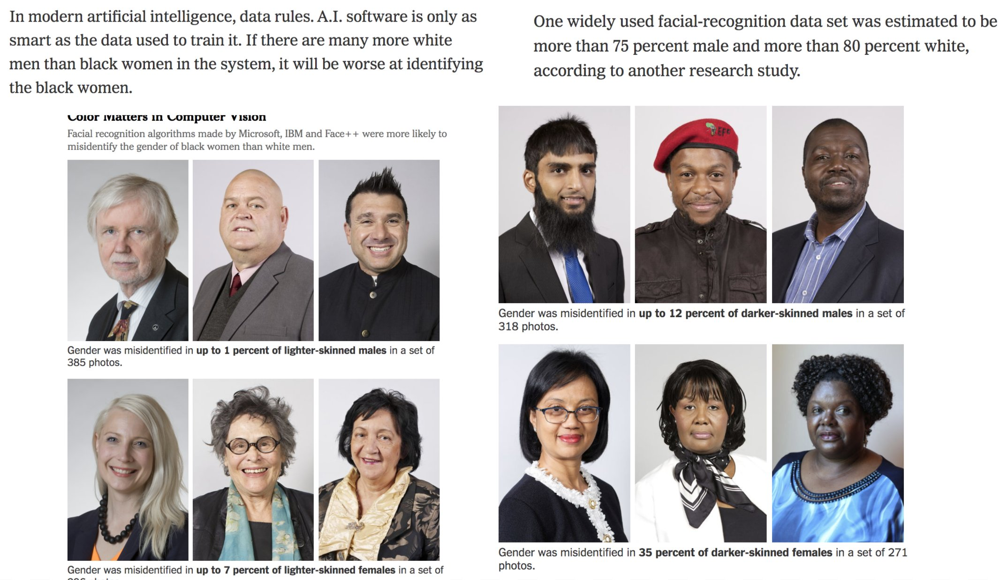 In modern artificial intelligence, data rules. A.I. software is only as
smart as the data used to train it. If there are many more white
men than black women in the system, it will be worse at identifying
the black women.
Color Matters in Computer Vision
Facial recognition algorithms made by Microsoft, IBM and Face++ were more likely to
misidentify the gender of black women than white men.
Gender was misidentified in up to 1 percent of lighter-skinned males in a set of
385 photos.
Gender was misidentified in up to 7 percent of lighter-skinned females in a set of
One widely used facial-recognition data set was estimated to be
more than 75 percent male and more than 80 percent white,
according to another research study.
EFF
Gender was misidentified in up to 12 percent of darker-skinned males in a set of
318 photos.
Gender was misidentified in 35 percent of darker-skinned females in a set of 271
photos.